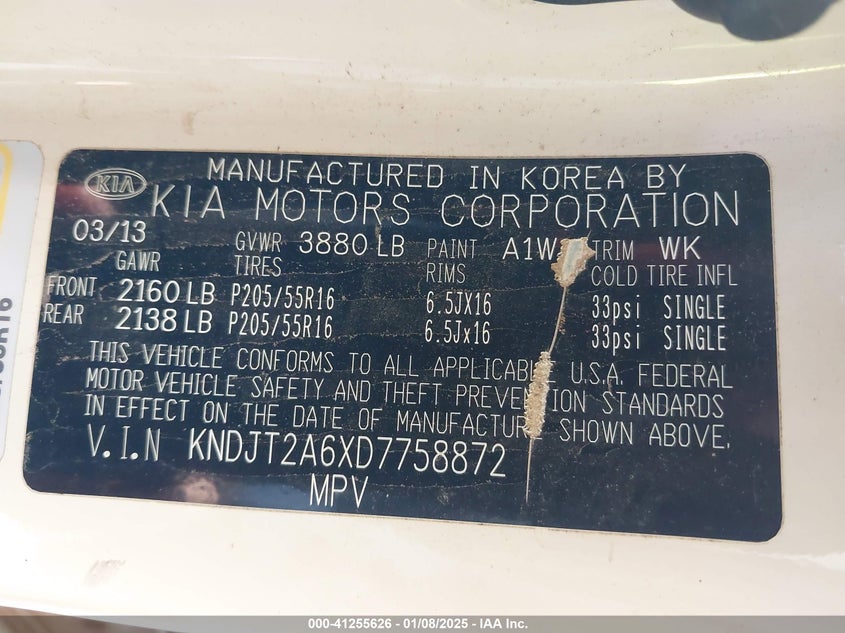 KIA
MANUFACTURED IN KOREA BY
KIA MOTORS CORPORATION
03/13 GVWR 3880 LB PAINT A1W TRIM WK
GAWR TIRES RIMS COLD TIRE INFL
FRONT 2160 LB P205/55R16 6.5JX16 33psi SINGLE
REAR 2138 LB P205/55R16 6.5Jx16 33psi SINGLE
THIS VEHICLE CONFORMS TO ALL APPLICABLE U.S.A. FEDERAL
MOTOR VEHICLE SAFETY AND THEFT PREVENTION STANDARDS
IN EFFECT ON THE DATE OF MANUFACTURE SHOWN ABOVE.
V.I.N KNDJT2A6XD7758872
MPV
000-41255626 - 01/08/2025 - IAA Inc.